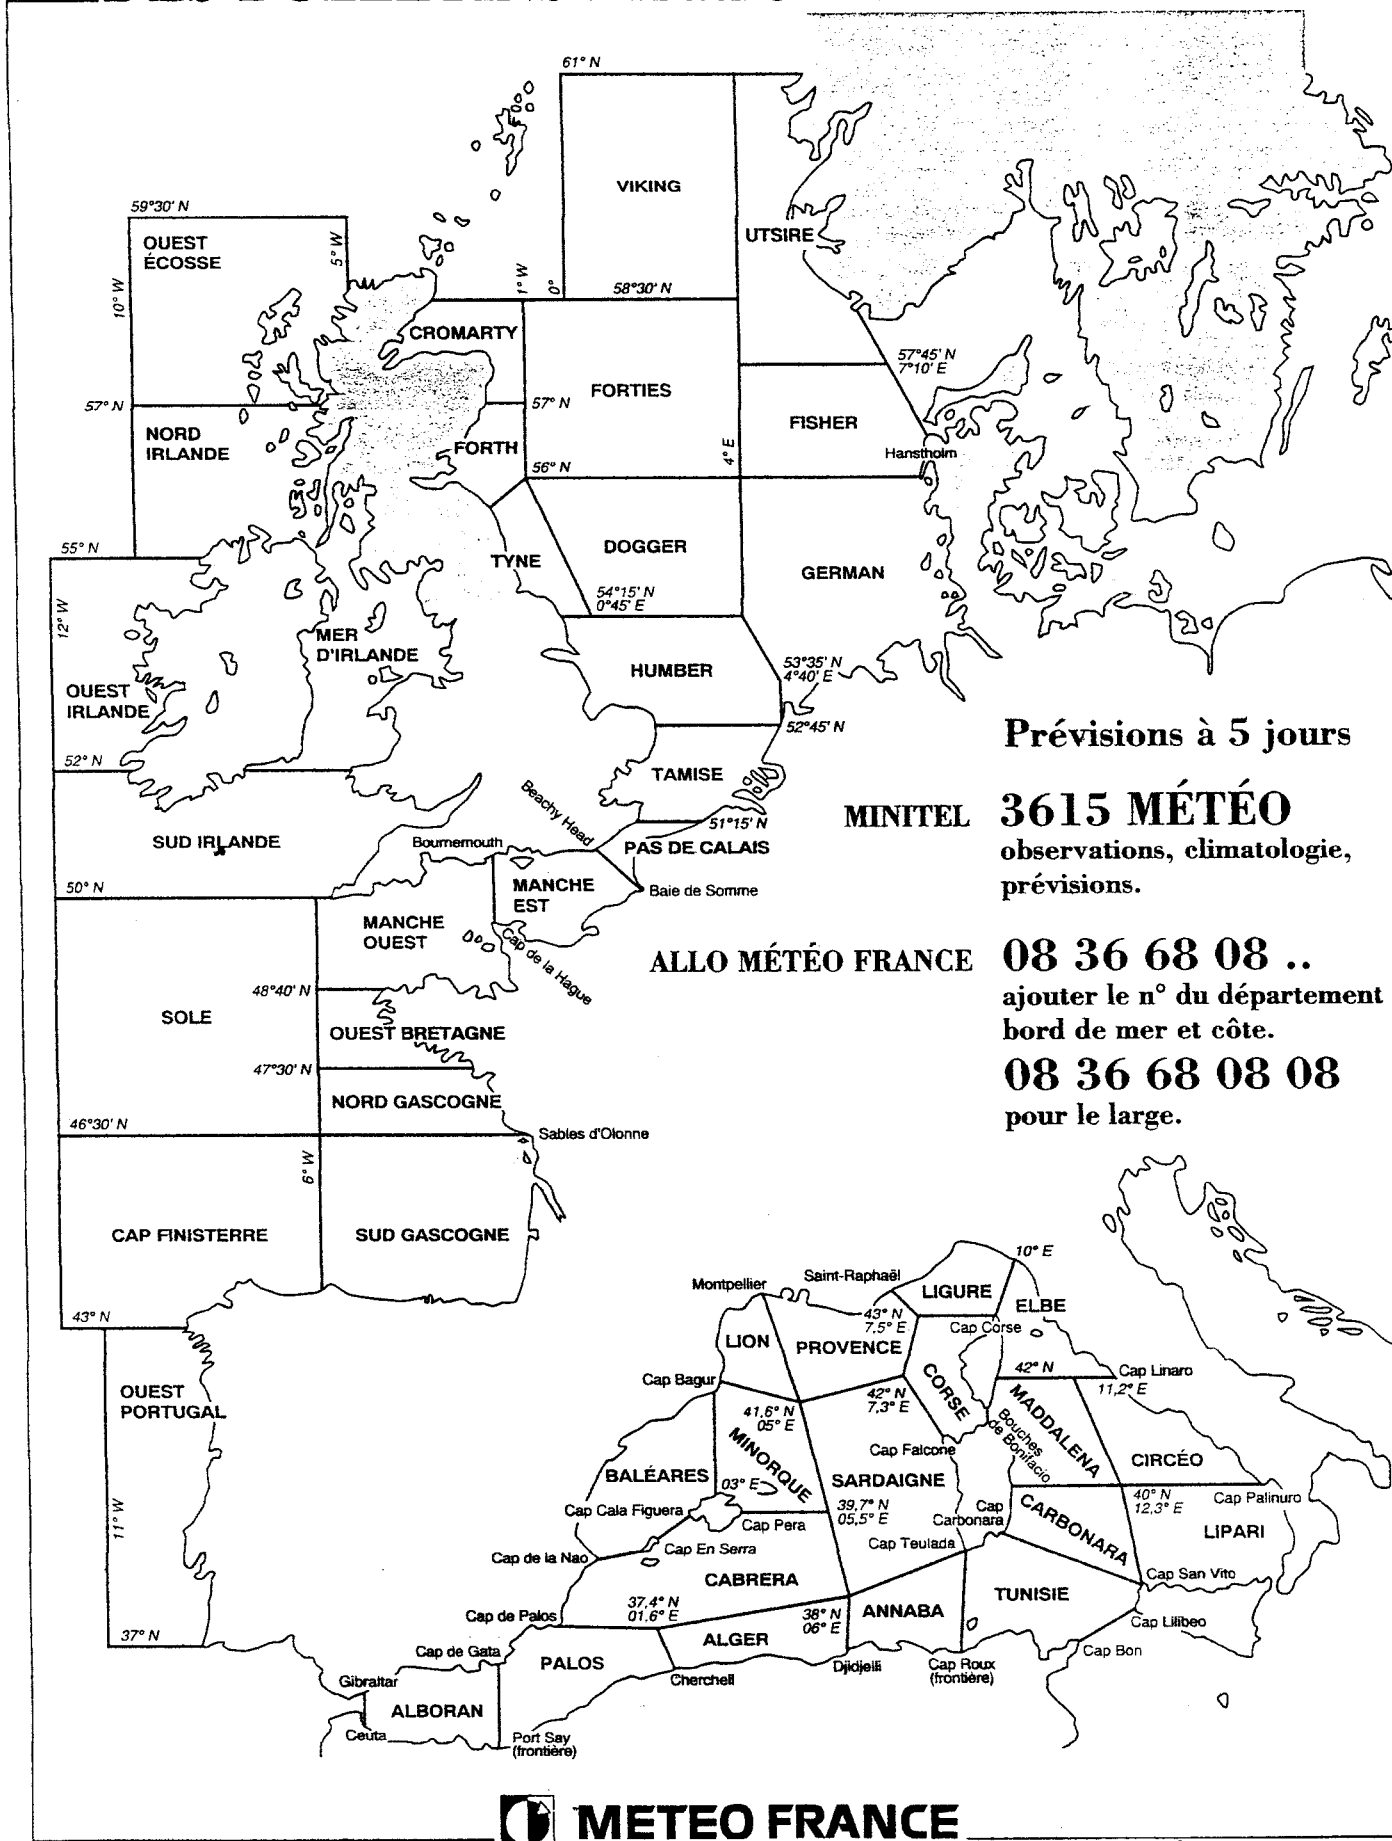 61° N
VIKING
59°30' N
OUEST
ÉCOSSE
5° W
UTSIRE
10° W
1° W
0°
58°30' N
CROMARTY
57°45' N
7°10' E
FORTIES
57° N
57° N
FISHER
NORD
IRLANDE
FORTH
4° E
Hanstholm
56° N
55° N
DOGGER
TYNE
GERMAN
54°15' N
0°45' E
12° W
MER
D'IRLANDE
HUMBER
53°35' N
4°40' E
OUEST
IRLANDE
52°45' N
Prévisions à 5 jours
52° N
TAMISE
Beachy Head
MINITEL 3615 MÉTÉO
51°15' N
SUD IRLANDE
Bournemouth
PAS DE CALAIS
observations, climatologie,
prévisions.
50° N
MANCHE
EST
Baie de Somme
MANCHE
OUEST
Cap de la Hague
ALLO MÉTÉO FRANCE 08 36 68 08 ..
48°40' N
ajouter le n° du département
bord de mer et côte.
SOLE
OUEST BRETAGNE
47°30' N
08 36 68 08 08
NORD GASCOGNE
pour le large.
46°30' N
Sables d'Olonne
6° W
CAP FINISTERRE
SUD GASCOGNE
10° E
Montpellier
Saint-Raphaël
LIGURE
ELBE
43° N
43° N
7,5° E
Cap Corse
LION
PROVENCE
Cap Bagur
42° N
Cap Linaro
11,2° E
OUEST
PORTUGAL
42° N
7,3° E
CORSE
MADDALENA
41,6° N
05° E
MINORQUE
Bouches
de Bonifacio
Cap Falcone
CIRCÉO
BALÉARES
03° E
SARDAIGNE
Cap Cala Figuera
39,7° N
05,5° E
Cap
Carbonara
40° N
12,3° E
Cap Palinuro
11° W
Cap Pera
CARBONARA
LIPARI
Cap de la Nao
Cap En Serra
Cap Teulada
CABRERA
Cap San Vito
TUNISIE
Cap de Palos
37,4° N
01,6° E
38° N
06° E
ANNABA
Cap Lilibeo
37° N
Cap de Gata
PALOS
ALGER
Cap Bon
Gibraltar
Cherchell
Djidjelli
Cap Roux
(frontière)
ALBORAN
Ceuta
Port Say
(frontière)
METEO FRANCE